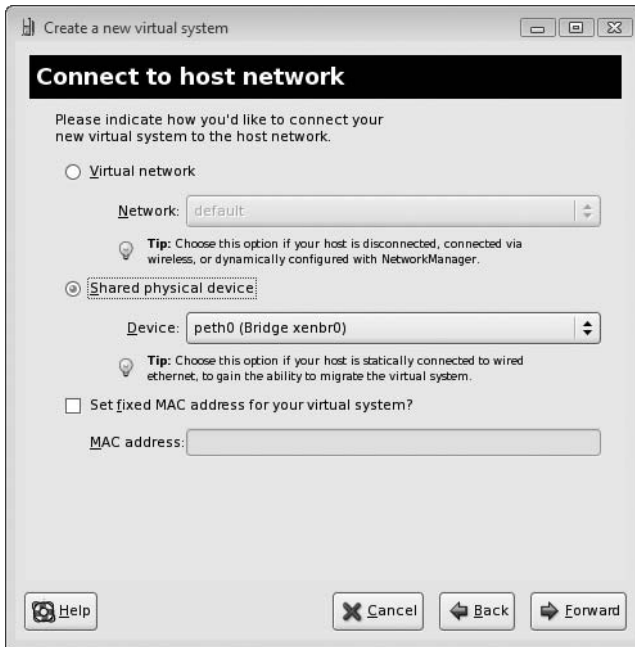 Create a new virtual system
Connect to host network
Please indicate how you'd like to connect your
new virtual system to the host network.
Virtual network
Network: default
Tip: Choose this option if your host is disconnected, connected via
wireless, or dynamically configured with NetworkManager.
Shared physical device
Device: peth0 (Bridge xenbr0)
Tip: Choose this option if your host is statically connected to wired
ethernet, to gain the ability to migrate the virtual system.
Set fixed MAC address for your virtual system?
MAC address:
Help Cancel Back Forward